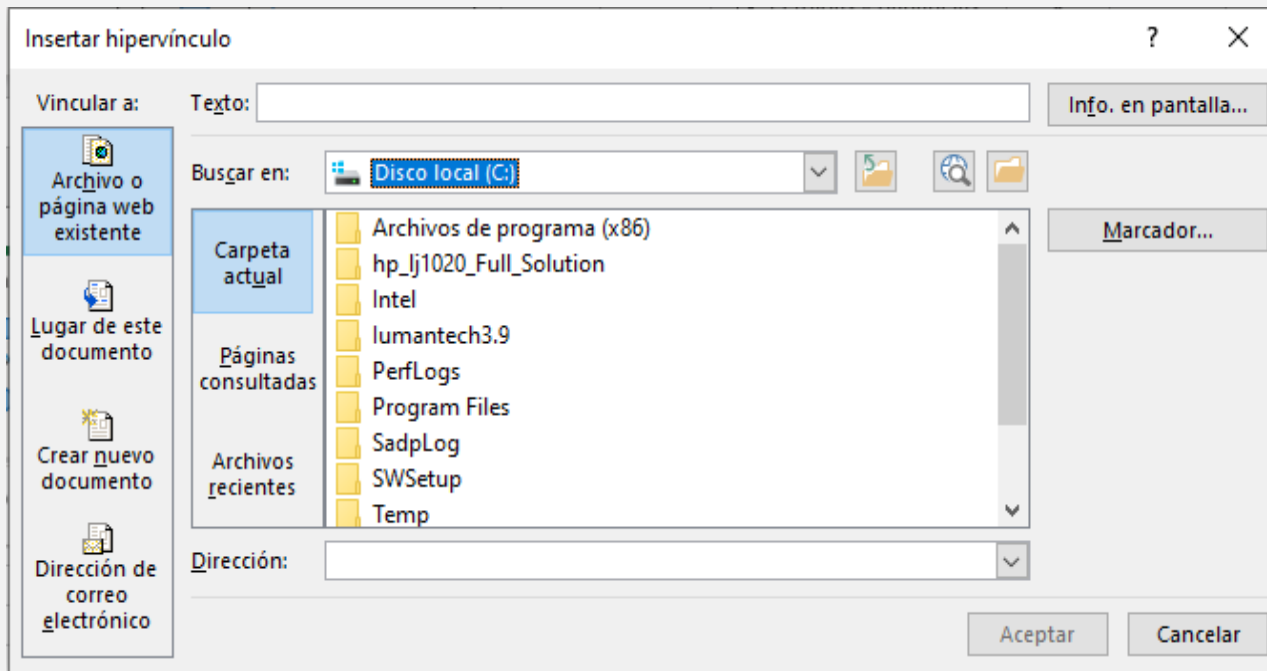 Insertar hipervínculo
?
Vincular a:
Texto:
Info. en pantalla...
Archivo o
página web
existente
Buscar en:
Disco local (C:)
Carpeta
actual
Archivos de programa (x86)
hp_lj1020_Full_Solution
Intel
lumantech3.9
PerfLogs
Program Files
SadpLog
SWSetup
Temp
Marcador...
Lugar de este
documento
Páginas
consultadas
Crear nuevo
documento
Archivos
recientes
Dirección de
correo
electrónico
Dirección:
Aceptar
Cancelar